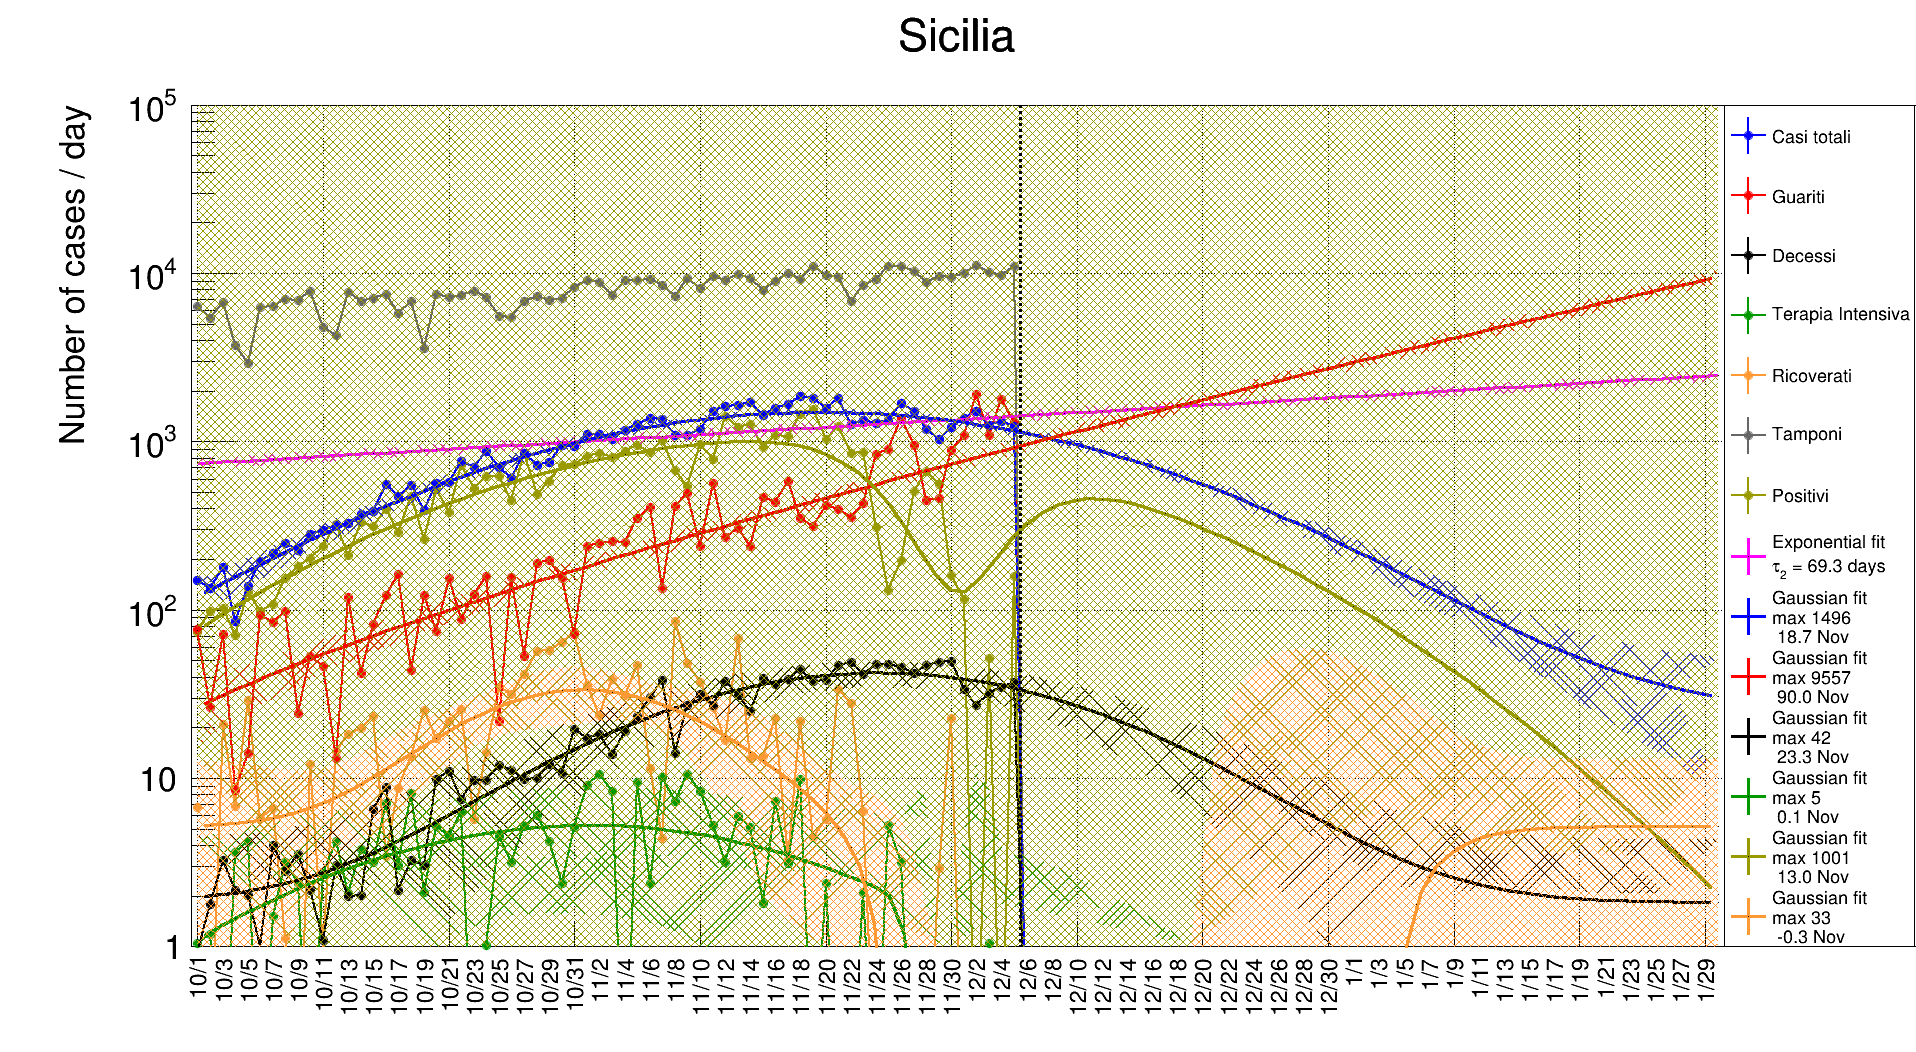 Sicilia
Number of cases / day
10^5
10^4
10^3
10^2
10
1
10/1 10/3 10/5 10/7 10/9 10/11 10/13 10/15 10/17 10/19 10/21 10/23 10/25 10/27 10/29 10/31 11/2 11/4 11/6 11/8 11/10 11/12 11/14 11/16 11/18 11/20 11/22 11/24 11/26 11/28 11/30 12/2 12/4 12/6 12/8 12/10 12/12 12/14 12/16 12/18 12/20 12/22 12/24 12/26 12/28 12/30 1/1 1/3 1/5 1/7 1/9 1/11 1/13 1/15 1/17 1/19 1/21 1/23 1/25 1/27 1/29
Casi totali
Guariti
Decessi
Terapia Intensiva
Ricoverati
Tamponi
Positivi
Exponential fit
τ2 = 69.3 days
Gaussian fit
max 1496
18.7 Nov
Gaussian fit
max 9557
90.0 Nov
Gaussian fit
max 42
23.3 Nov
Gaussian fit
max 5
0.1 Nov
Gaussian fit
max 1001
13.0 Nov
Gaussian fit
max 33
-0.3 Nov